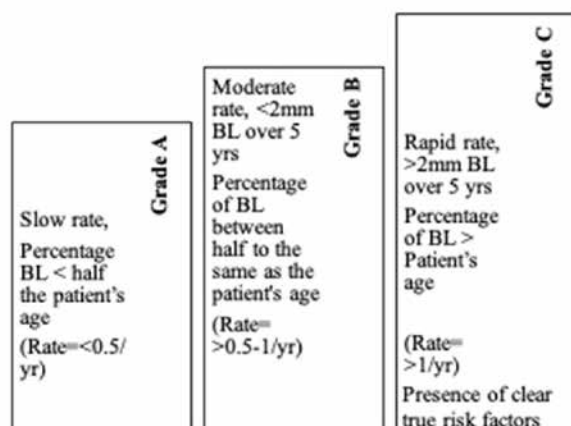 Grade A
Slow rate,
Percentage
BL < half
the patient's
age
(Rate=<0.5/
yr)
Grade B
Moderate
rate, <2mm
BL over 5
yrs
Percentage
of BL
between
half to the
same as the
patient's age
(Rate=
>0.5-1/yr)
Grade C
Rapid rate,
>2mm BL
over 5 yrs
Percentage
of BL >
Patient's
age
(Rate=
>1/yr)
Presence of clear
true risk factors